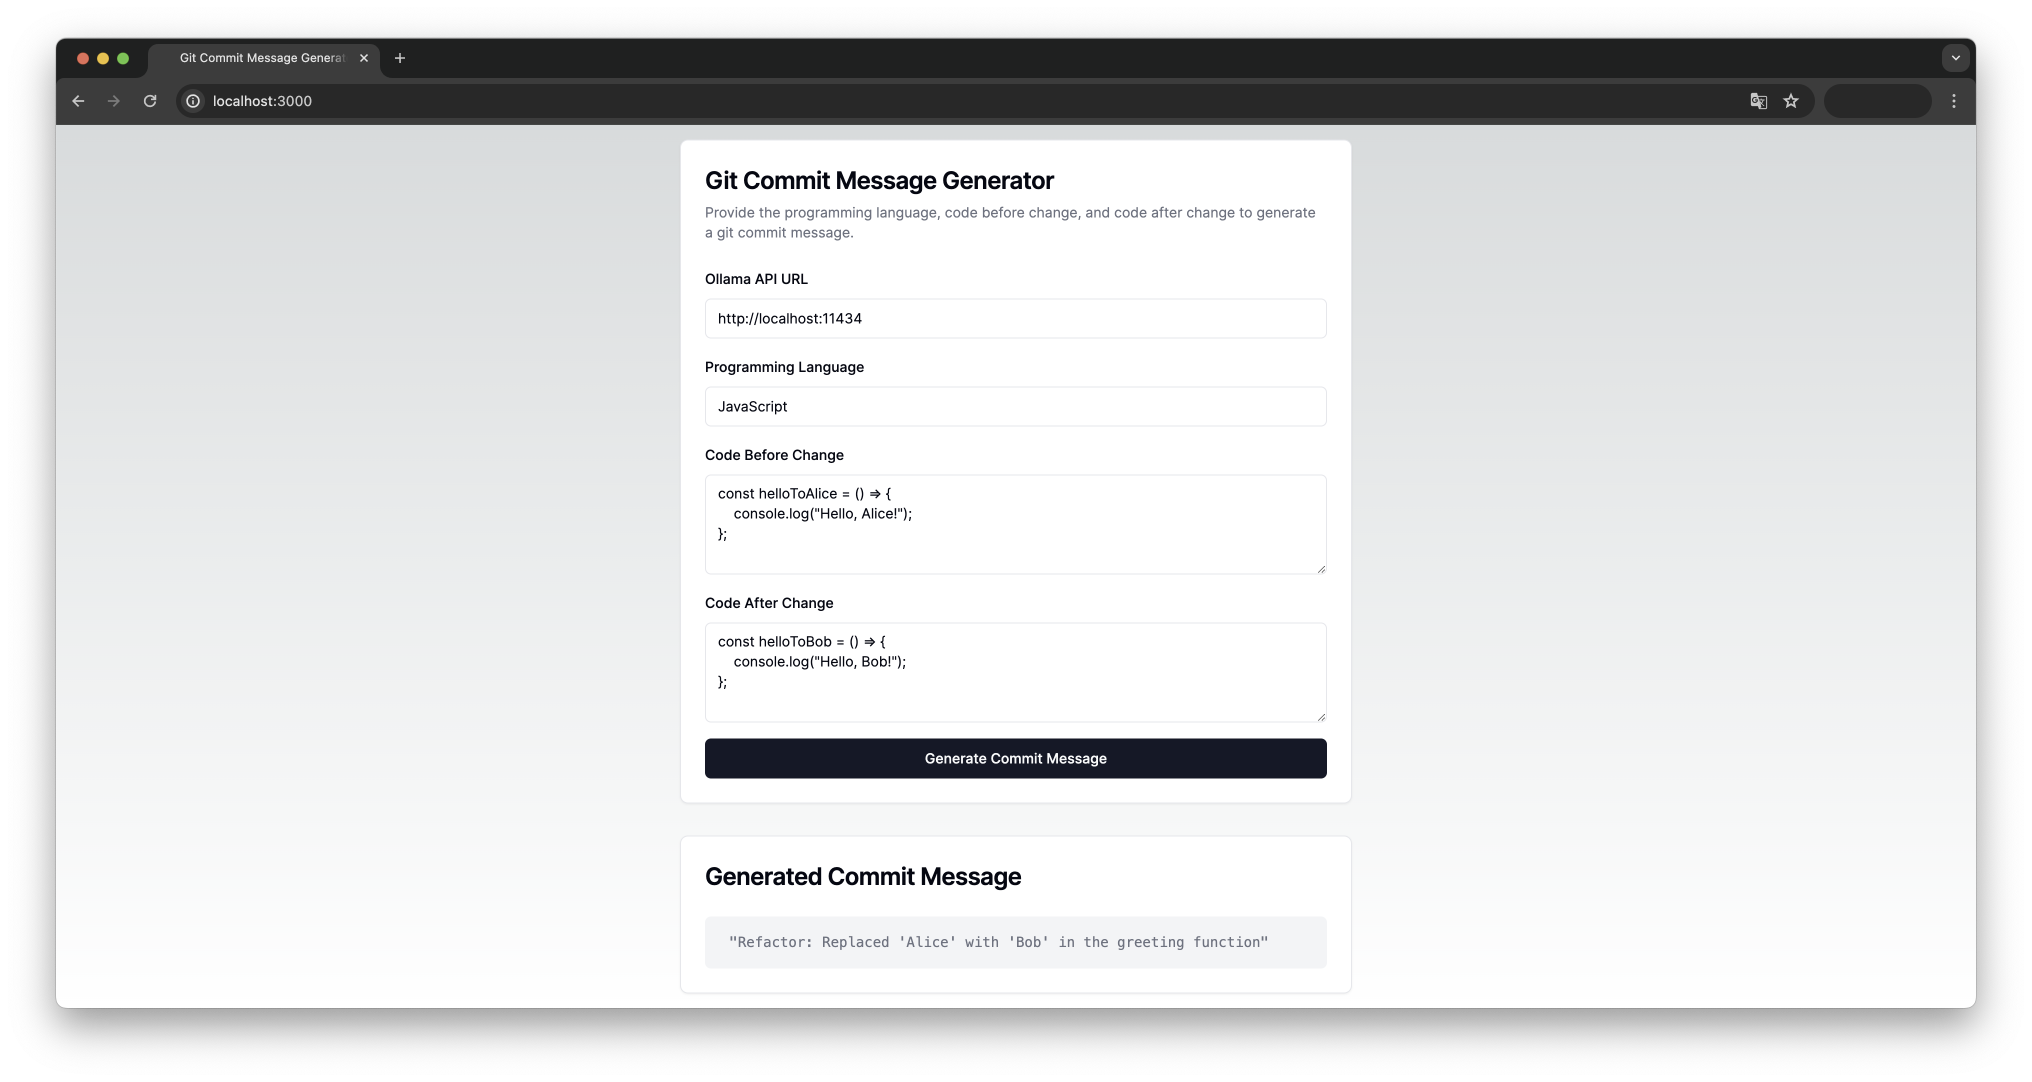 Git Commit Message Generat
localhost:3000
Git Commit Message Generator
Provide the programming language, code before change, and code after change to generate
a git commit message.
Ollama API URL
http://localhost:11434
Programming Language
JavaScript
Code Before Change
const helloToAlice = () => {
    console.log("Hello, Alice!");
};
Code After Change
const helloToBob = () => {
    console.log("Hello, Bob!");
};
Generate Commit Message
Generated Commit Message
"Refactor: Replaced 'Alice' with 'Bob' in the greeting function"